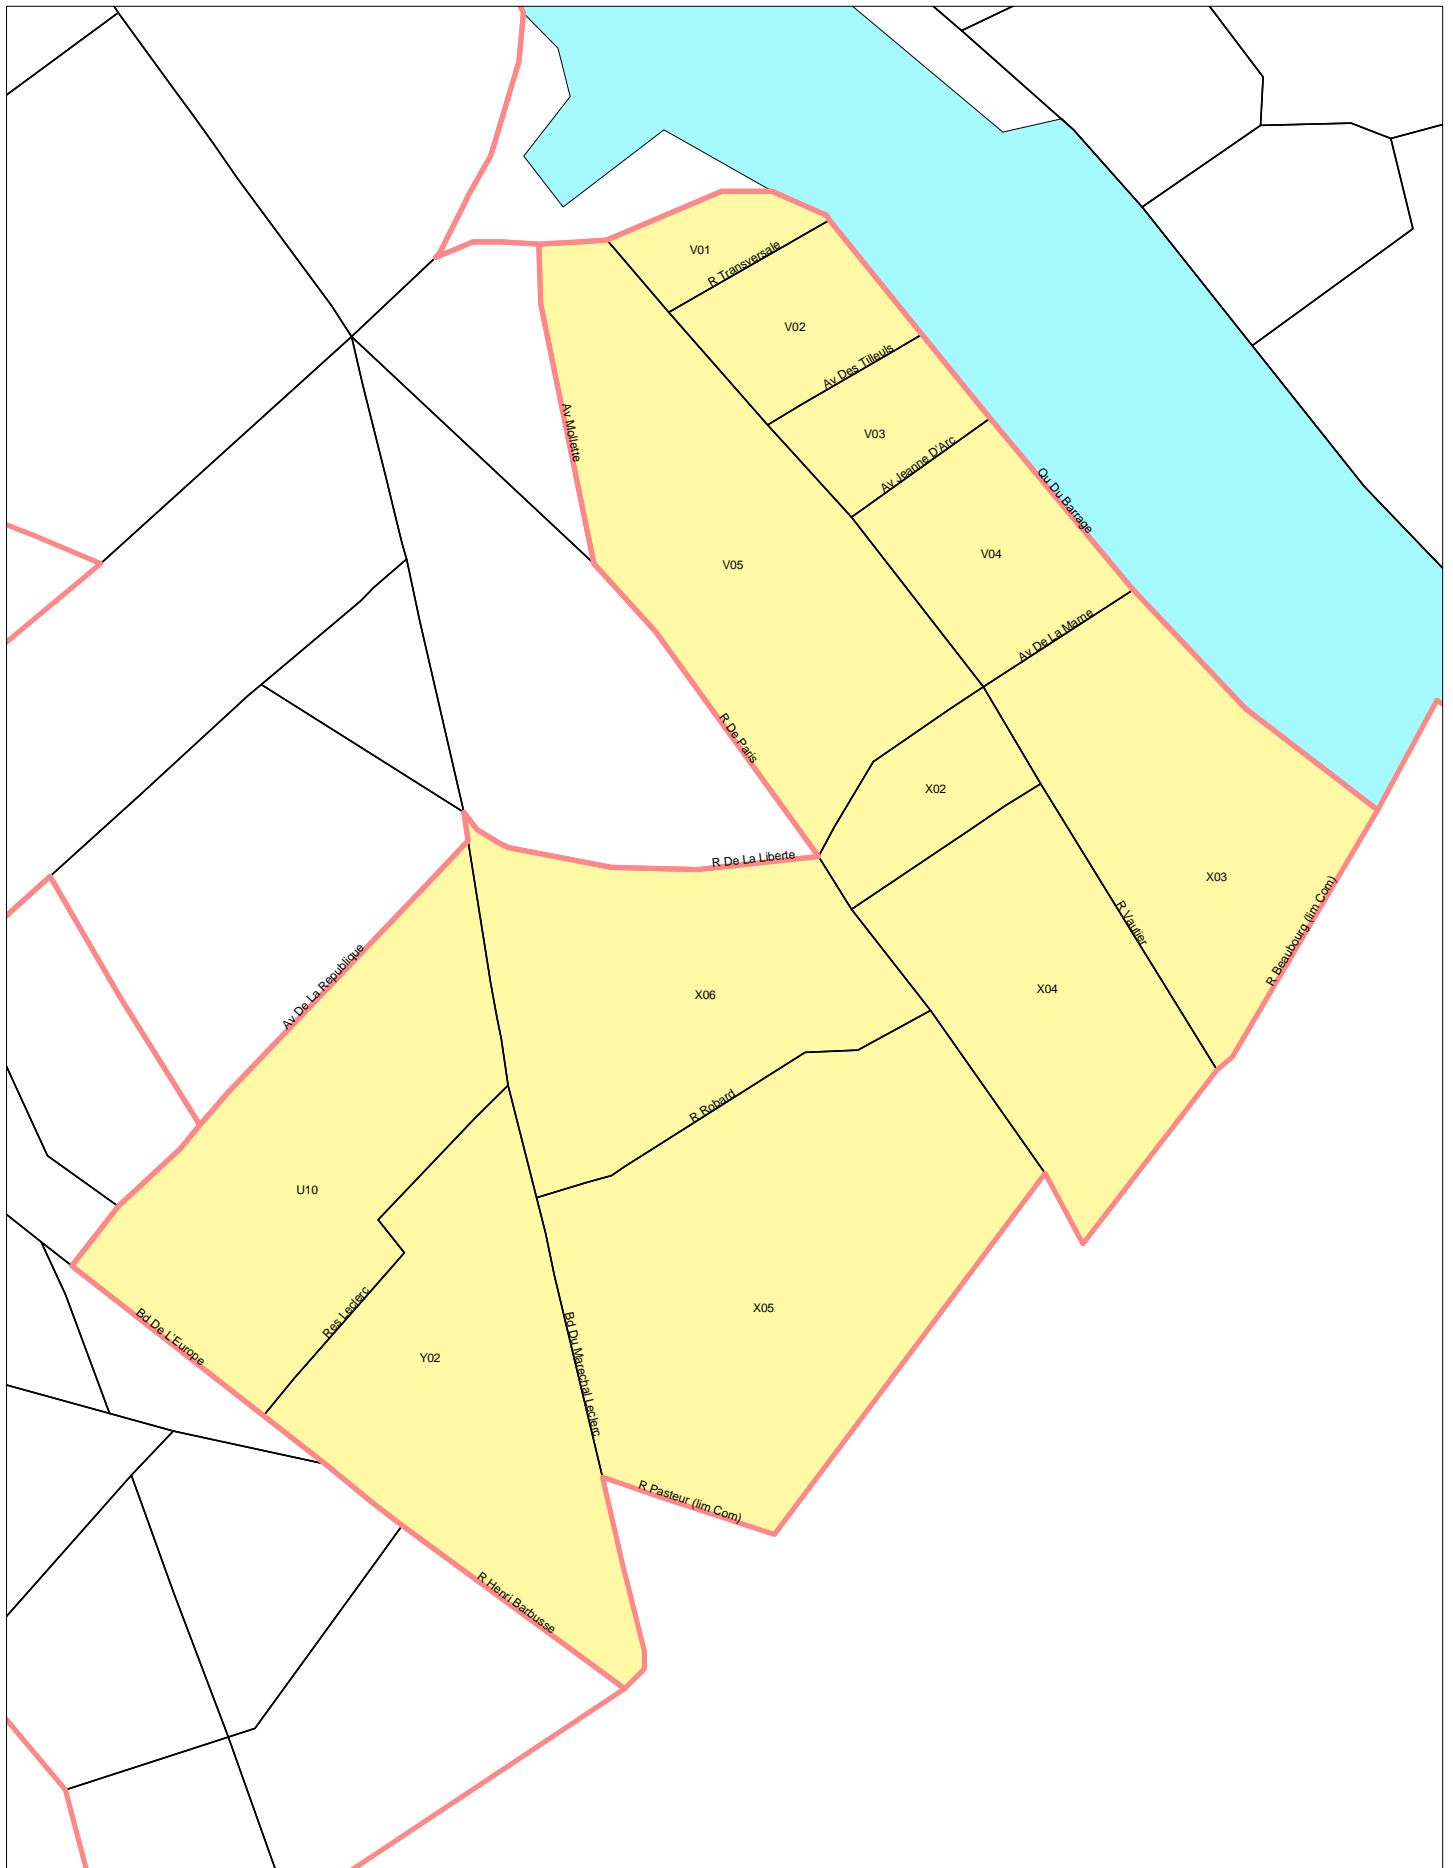 V01
R Transversale
V02
Av Des Tilleuls
Av Mollette
V03
Av Jeanne D'Arc
Qu Du Barrage
V04
V05
Av De La Marne
R De Paris
X02
R De La Liberte
X03
R Vautier
R Beaubourg (lim Com)
Av De La Republique
X06
X04
R Robard
U10
Res Leclerc
X05
Bd De L'Europe
Y02
Bd Du Marechal Leclerc
R Pasteur (lim Com)
R Henri Barbusse